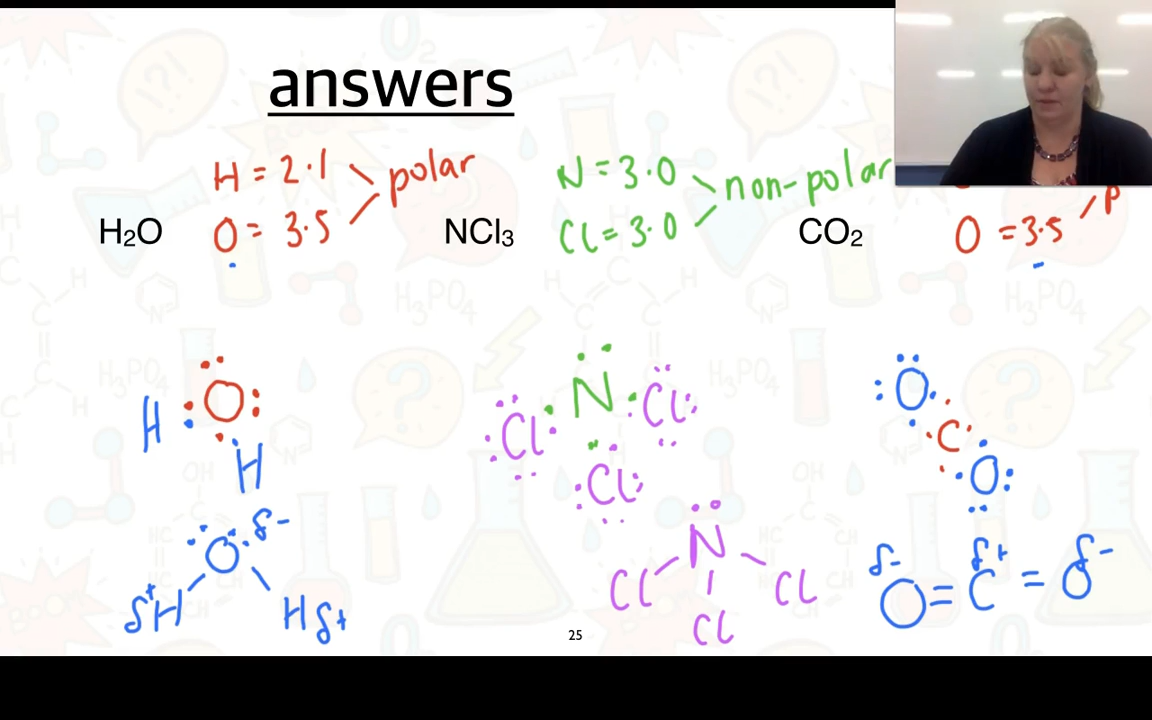 answers
H = 2.1
polar
O = 3.5
H₂O
N = 3.0
non-polar
Cl = 3.0
NCl₃
CO₂
O = 3.5
p
O
H
H
O δ-
δ+ H
H δ+
N
Cl
Cl
Cl
N
Cl
Cl
Cl
O
C
O
δ-
δ+
δ-
O = C = O
25